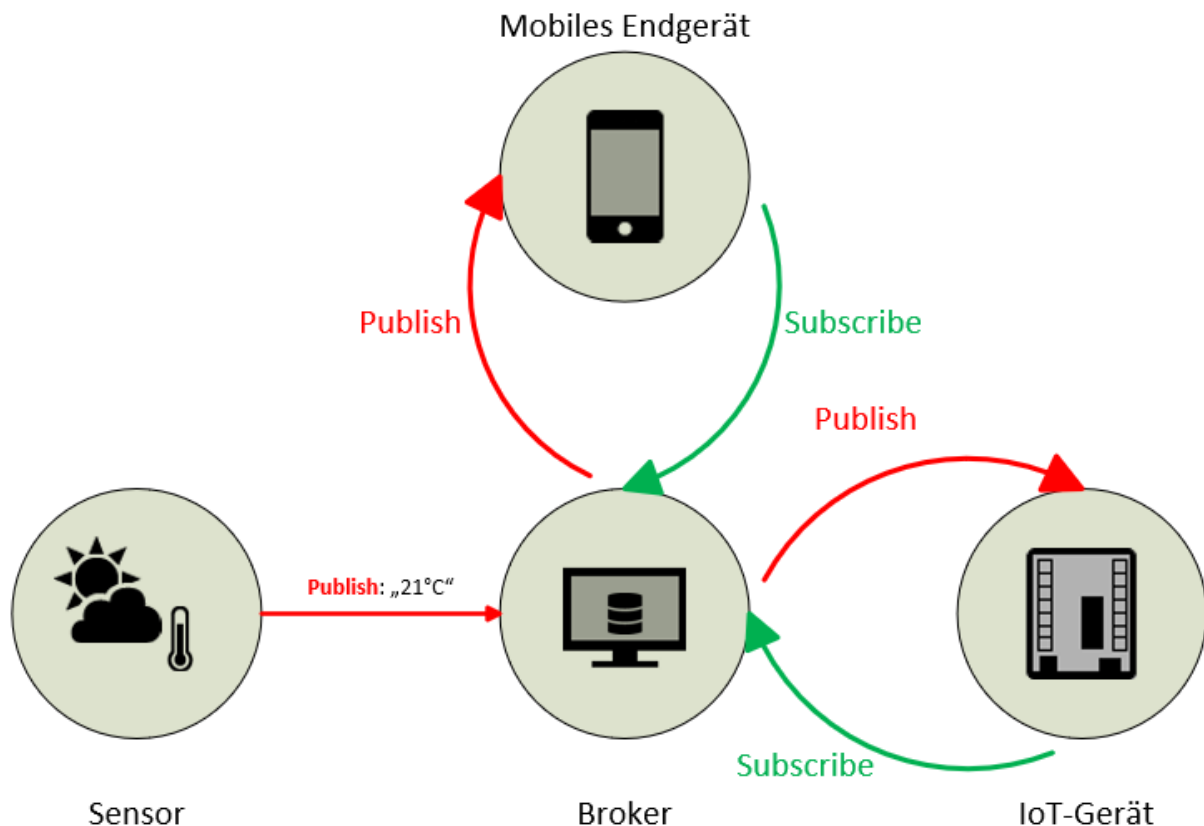 Mobiles Endgerät
Publish
Subscribe
Publish
Publish: „21°C“
Subscribe
Sensor
Broker
IoT-Gerät